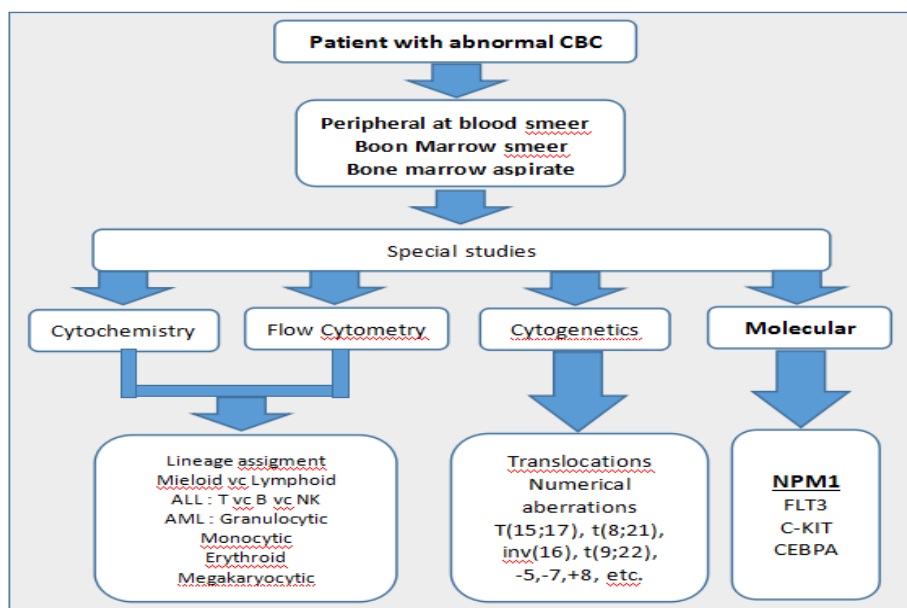 Patient with abnormal CBC
Peripheral at blood smeer
Boon Marrow smeer
Bone marrow aspirate
Special studies
Cytochemistry
Flow Cytometry
Cytogenetics
Molecular
Lineage assigment
Mieloid vc Lymphoid
ALL : T vc B vc NK
AML : Granulocytic
Monocytic
Erythroid
Megakaryocytic
Translocations
Numerical
aberrations
T(15;17), t(8;21),
inv(16), t(9;22),
-5,-7,+8, etc.
NPM1
FLT3
C-KIT
CEBPA